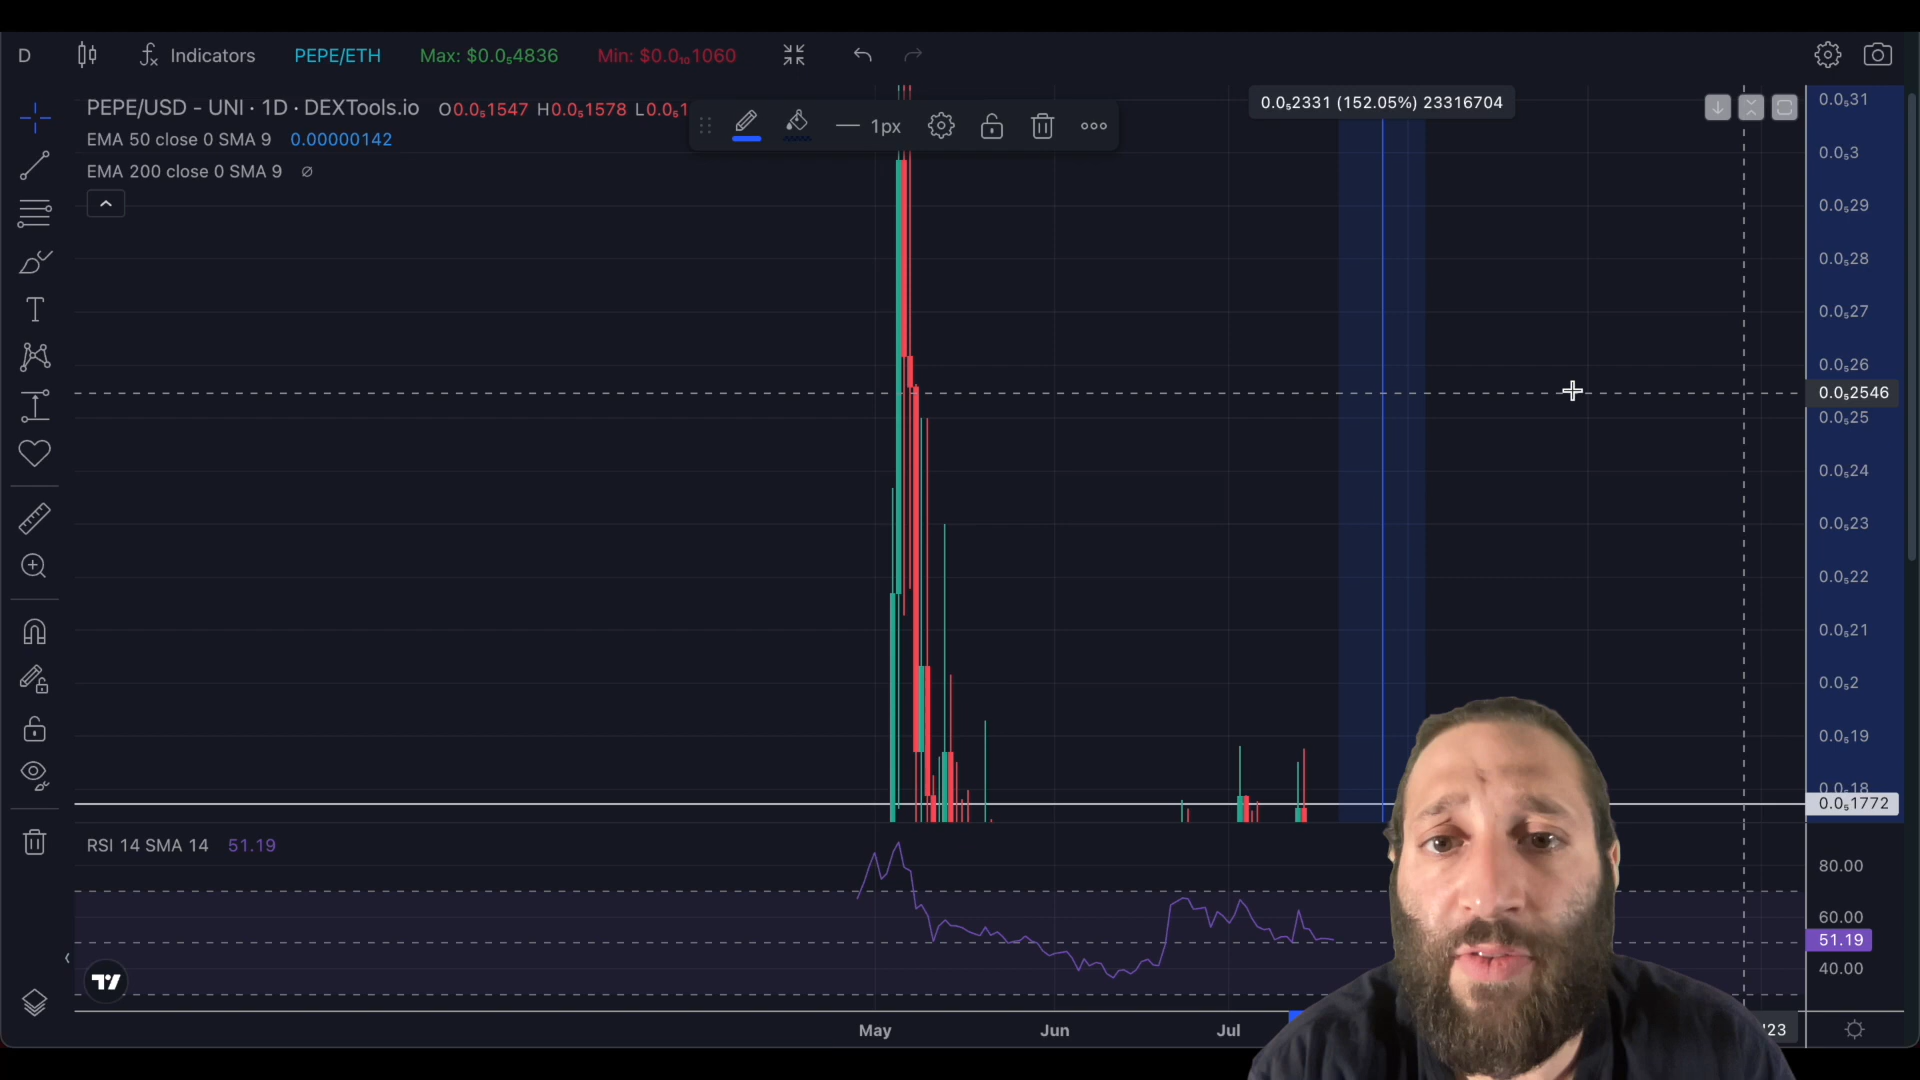 D Indicators PEPE/ETH Max: $0.0₅4836 Min: $0.0₁₀1060
PEPE/USD - UNI · 1D · DEXTools.io O0.0₅1547 H0.0₅1578 L0.0₅1
EMA 50 close 0 SMA 9 0.00000142
EMA 200 close 0 SMA 9 ∅
1px
0.0₅2331 (152.05%) 23316704
0.0₅31
0.0₅3
0.0₅29
0.0₅28
0.0₅27
0.0₅26
0.0₅2546
0.0₅25
0.0₅24
0.0₅23
0.0₅22
0.0₅21
0.0₅2
0.0₅19
0.0₅18
0.0₅1772
RSI 14 SMA 14 51.19
80.00
60.00
51.19
40.00
May Jun Jul '23